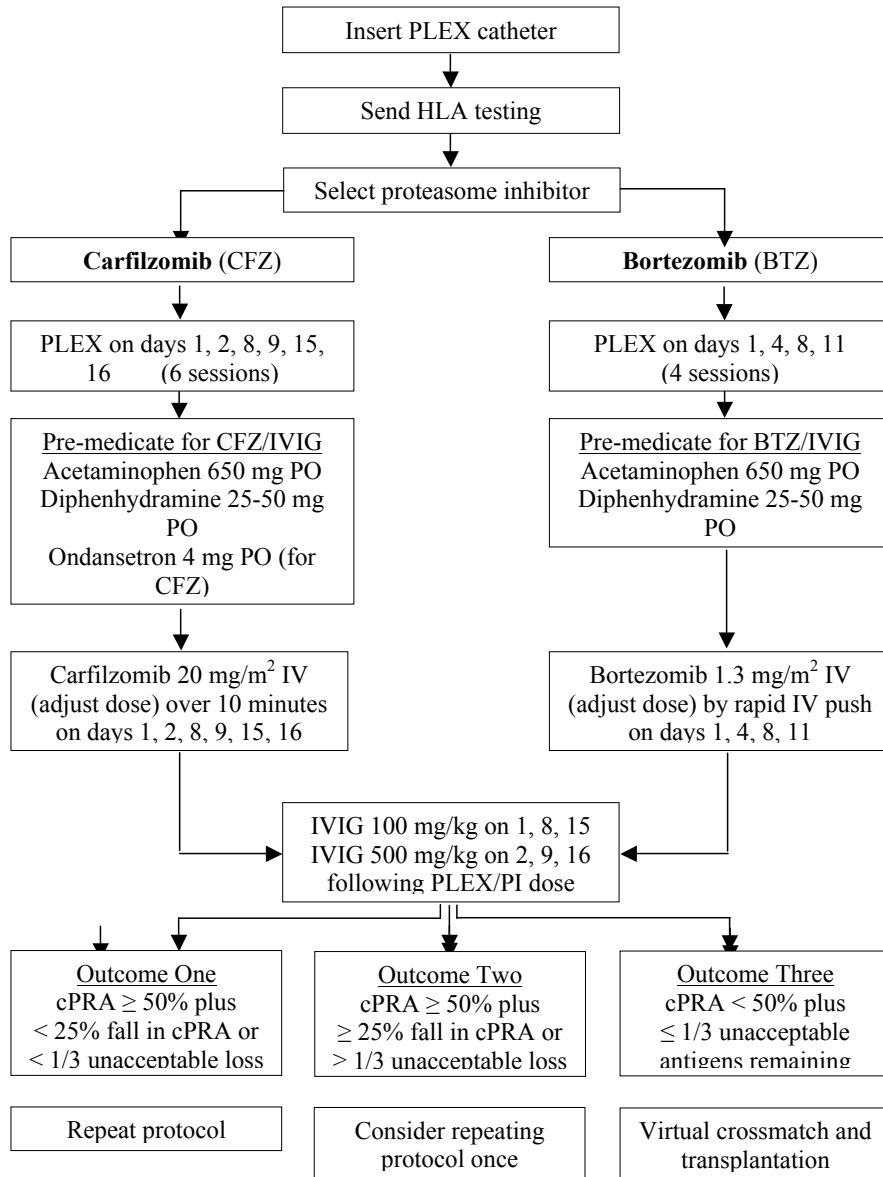 Insert PLEX catheter
Send HLA testing
Select proteasome inhibitor
Carfilzomib (CFZ)
Bortezomib (BTZ)
PLEX on days 1, 2, 8, 9, 15,
16 (6 sessions)
PLEX on days 1, 4, 8, 11
(4 sessions)
Pre-medicate for CFZ/IVIG
Acetaminophen 650 mg PO
Diphenhydramine 25-50 mg
PO
Ondansetron 4 mg PO (for
CFZ)
Pre-medicate for BTZ/IVIG
Acetaminophen 650 mg PO
Diphenhydramine 25-50 mg
PO
Carfilzomib 20 mg/m² IV
(adjust dose) over 10 minutes
on days 1, 2, 8, 9, 15, 16
Bortezomib 1.3 mg/m² IV
(adjust dose) by rapid IV push
on days 1, 4, 8, 11
IVIG 100 mg/kg on 1, 8, 15
IVIG 500 mg/kg on 2, 9, 16
following PLEX/PI dose
Outcome One
cPRA ≥ 50% plus
< 25% fall in cPRA or
< 1/3 unacceptable loss
Outcome Two
cPRA ≥ 50% plus
≥ 25% fall in cPRA or
> 1/3 unacceptable loss
Outcome Three
cPRA < 50% plus
≤ 1/3 unacceptable
antigens remaining
Repeat protocol
Consider repeating
protocol once
Virtual crossmatch and
transplantation